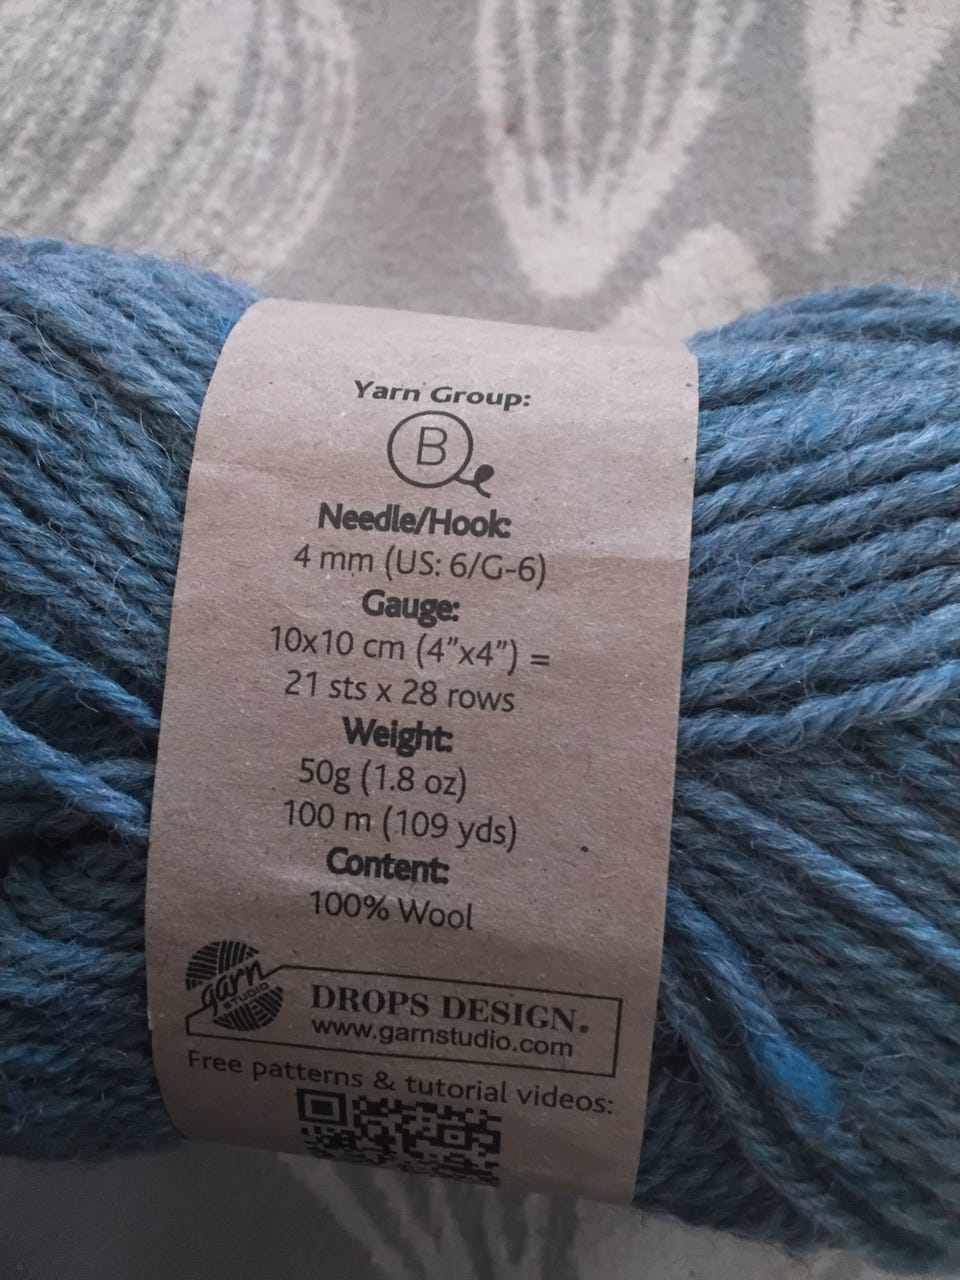 Yarn Group:
B
Needle/Hook:
4 mm (US: 6/G-6)
Gauge:
10x10 cm (4”x4”) =
21 sts x 28 rows
Weight:
50g (1.8 oz)
100 m (109 yds)
Content:
100% Wool
garn
STUDIO
DROPS DESIGN®
www.garnstudio.com
Free patterns & tutorial videos: